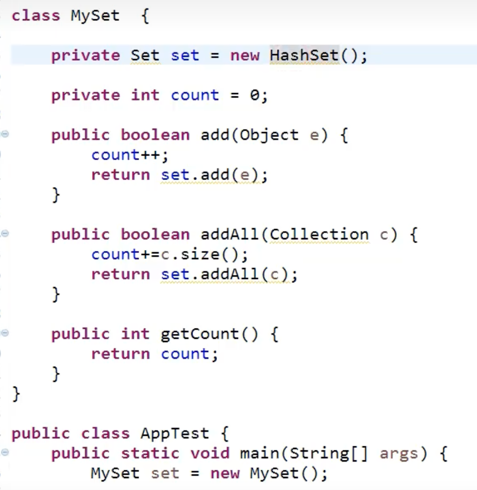 class MySet  {
private Set set = new HashSet();
private int count = 0;
public boolean add(Object e) {
count++;
return set.add(e);
}
public boolean addAll(Collection c) {
count+=c.size();
return set.addAll(c);
}
public int getCount() {
return count;
}
}
public class AppTest {
public static void main(String[] args) {
MySet set = new MySet();